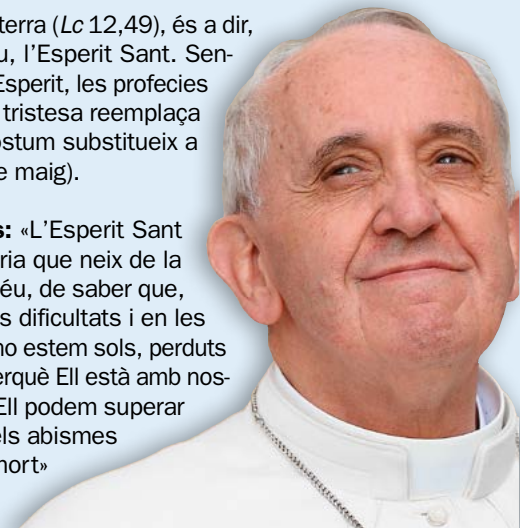 terra (Lc 12,49), és a dir,
u, l’Esperit Sant. Sen-
Esperit, les profecies
tristesa reemplaça
ostum substitueix a
e maig).
s: «L’Esperit Sant
ria que neix de la
éu, de saber que,
s dificultats i en les
no estem sols, perduts
erquè Ell està amb nos-
Ell podem superar
els abismes
mort»